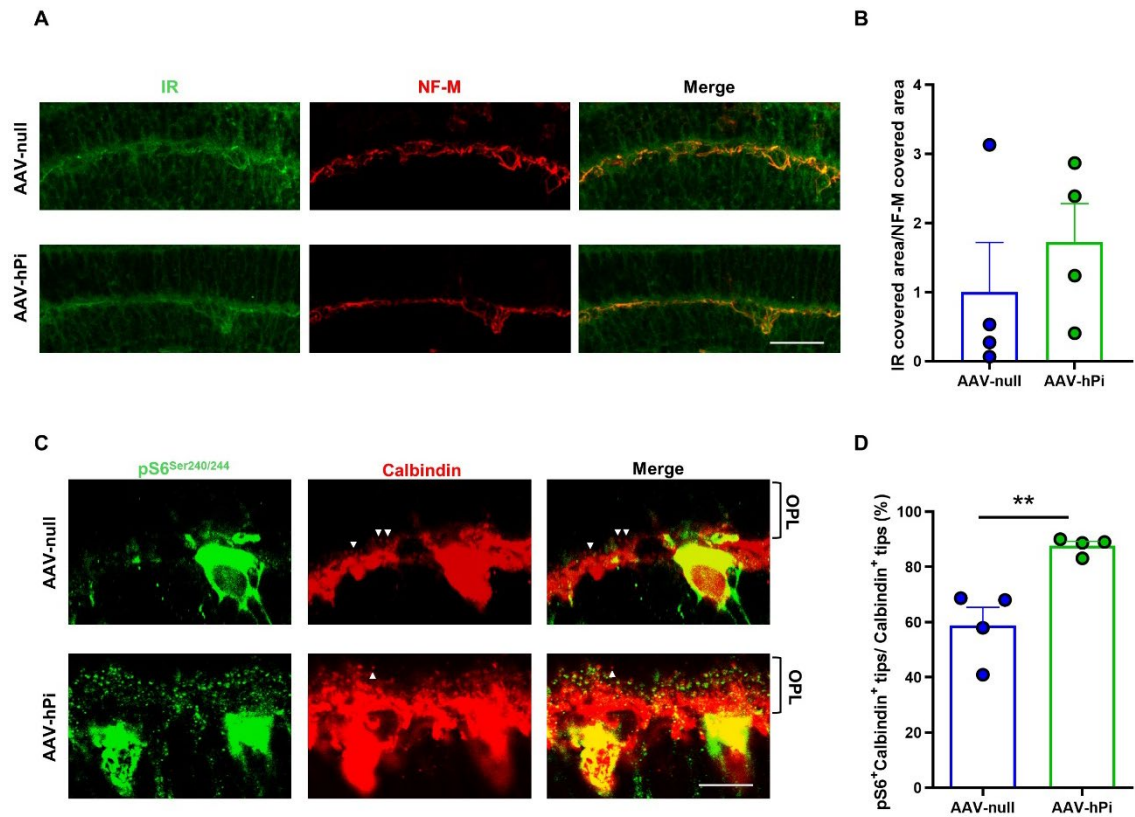 A
IR
NF-M
Merge
AAV-null
AAV-hPi
B
IR covered area/NF-M covered area
4
3
2
1
0
AAV-null
AAV-hPi
C
pS6Ser240/244
Calbindin
Merge
AAV-null
OPL
AAV-hPi
OPL
D
pS6+Calbindin+ tips/ Calbindin+ tips (%)
100
80
60
40
20
0
**
AAV-null
AAV-hPi